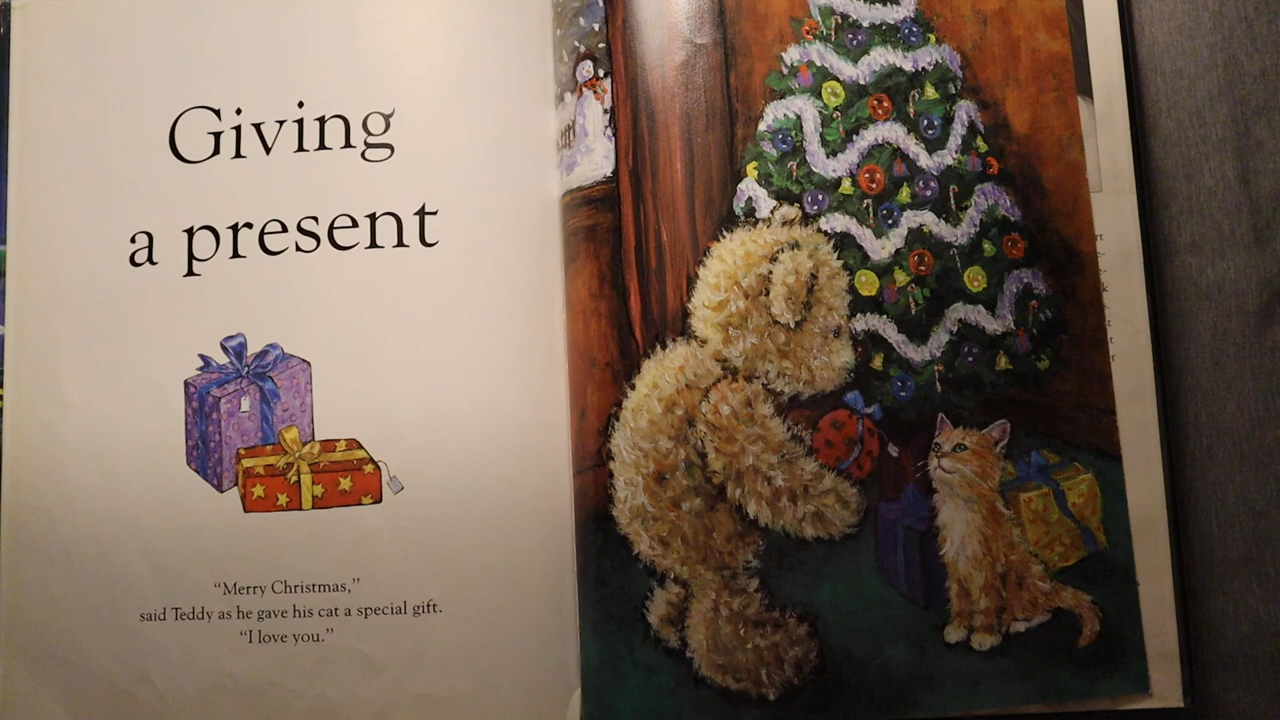 Giving
a present
“Merry Christmas,”
said Teddy as he gave his cat a special gift.
“I love you.”